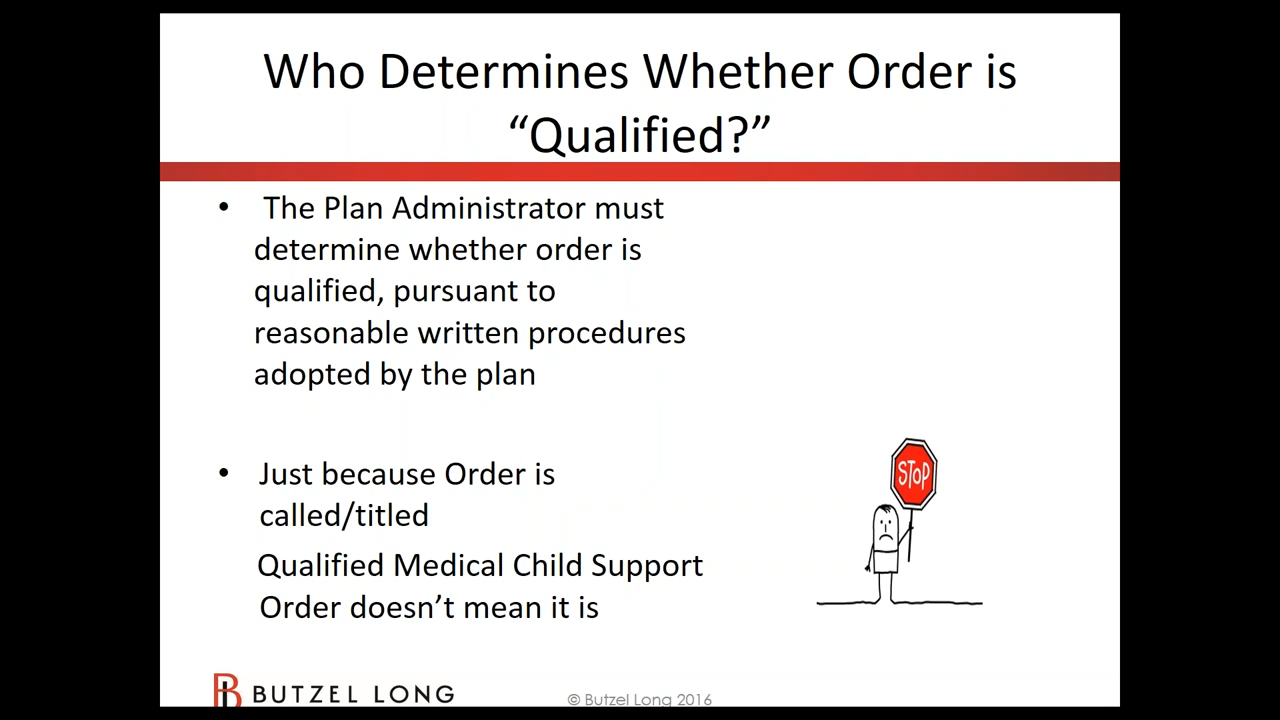 Who Determines Whether Order is
“Qualified?”
• The Plan Administrator must
determine whether order is
qualified, pursuant to
reasonable written procedures
adopted by the plan
• Just because Order is
called/titled
Qualified Medical Child Support
Order doesn’t mean it is
STOP
BUTZEL LONG
© Butzel Long 2016